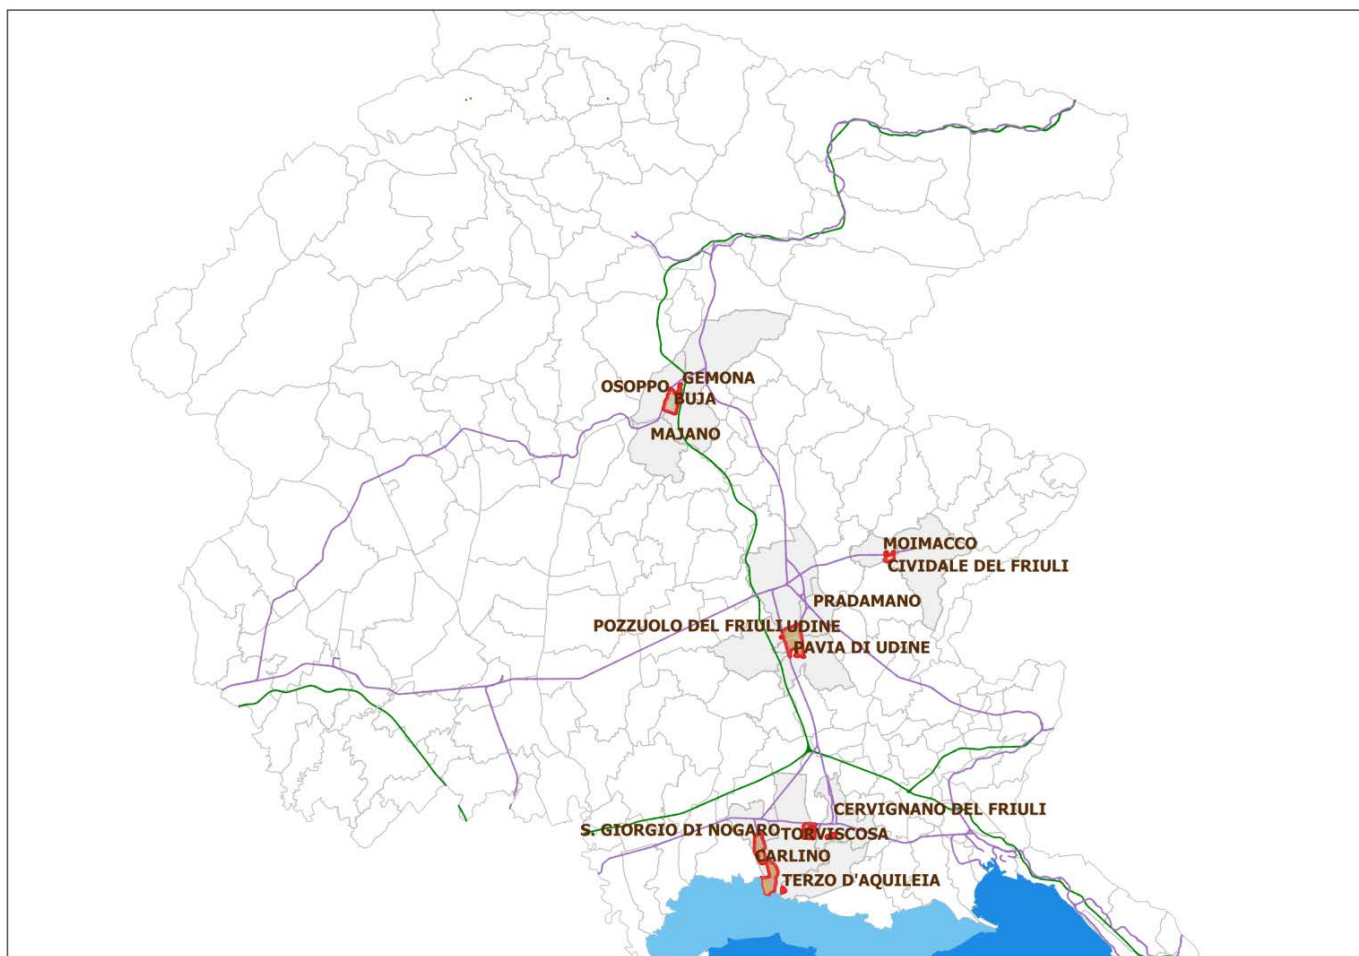 GEMONA
OSOPPO
BUJA
MAJANO
MOIMACCO
CIVIDALE DEL FRIULI
PRADAMANO
POZZUOLO DEL FRIULI UDINE
PAVIA DI UDINE
CERVIGNANO DEL FRIULI
S. GIORGIO DI NOGARO TORVISCOSA
CARLINO
TERZO D'AQUILEIA